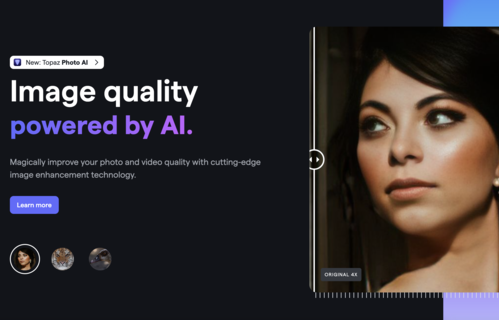 New: Topaz Photo AI
Image quality
powered by AI.
Magically improve your photo and video quality with cutting-edge
image enhancement technology.
Learn more
ORIGINAL 4X